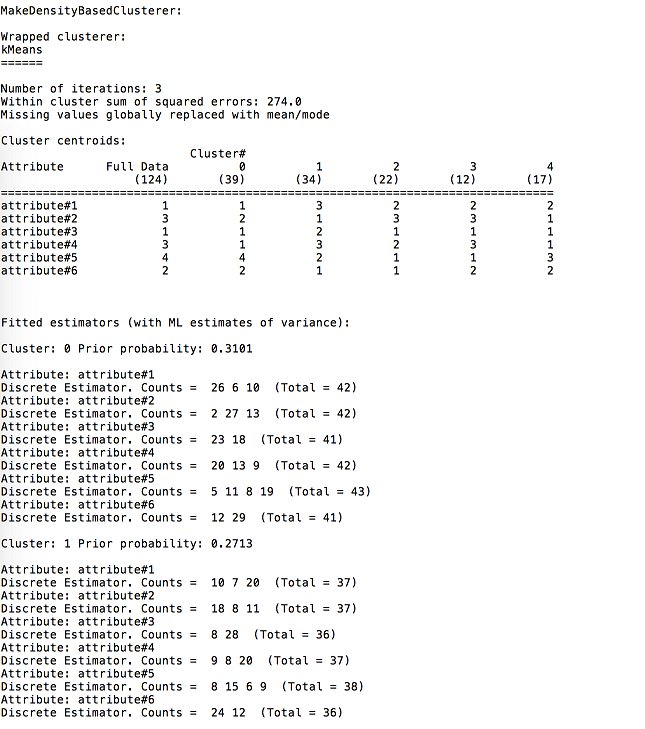 MakeDensityBasedClusterer:
Wrapped clusterer:
kMeans
======
Number of iterations: 3
Within cluster sum of squared errors: 274.0
Missing values globally replaced with mean/mode
Cluster centroids:
Cluster#
Attribute Full Data 0 1 2 3 4
(124) (39) (34) (22) (12) (17)
================================================================================
attribute#1 1 1 3 2 2 2
attribute#2 3 2 1 3 3 1
attribute#3 1 1 2 1 1 1
attribute#4 3 1 3 2 3 1
attribute#5 4 4 2 1 1 3
attribute#6 2 2 1 1 2 2
Fitted estimators (with ML estimates of variance):
Cluster: 0 Prior probability: 0.3101
Attribute: attribute#1
Discrete Estimator. Counts = 26 6 10 (Total = 42)
Attribute: attribute#2
Discrete Estimator. Counts = 2 27 13 (Total = 42)
Attribute: attribute#3
Discrete Estimator. Counts = 23 18 (Total = 41)
Attribute: attribute#4
Discrete Estimator. Counts = 20 13 9 (Total = 42)
Attribute: attribute#5
Discrete Estimator. Counts = 5 11 8 19 (Total = 43)
Attribute: attribute#6
Discrete Estimator. Counts = 12 29 (Total = 41)
Cluster: 1 Prior probability: 0.2713
Attribute: attribute#1
Discrete Estimator. Counts = 10 7 20 (Total = 37)
Attribute: attribute#2
Discrete Estimator. Counts = 18 8 11 (Total = 37)
Attribute: attribute#3
Discrete Estimator. Counts = 8 28 (Total = 36)
Attribute: attribute#4
Discrete Estimator. Counts = 9 8 20 (Total = 37)
Attribute: attribute#5
Discrete Estimator. Counts = 8 15 6 9 (Total = 38)
Attribute: attribute#6
Discrete Estimator. Counts = 24 12 (Total = 36)